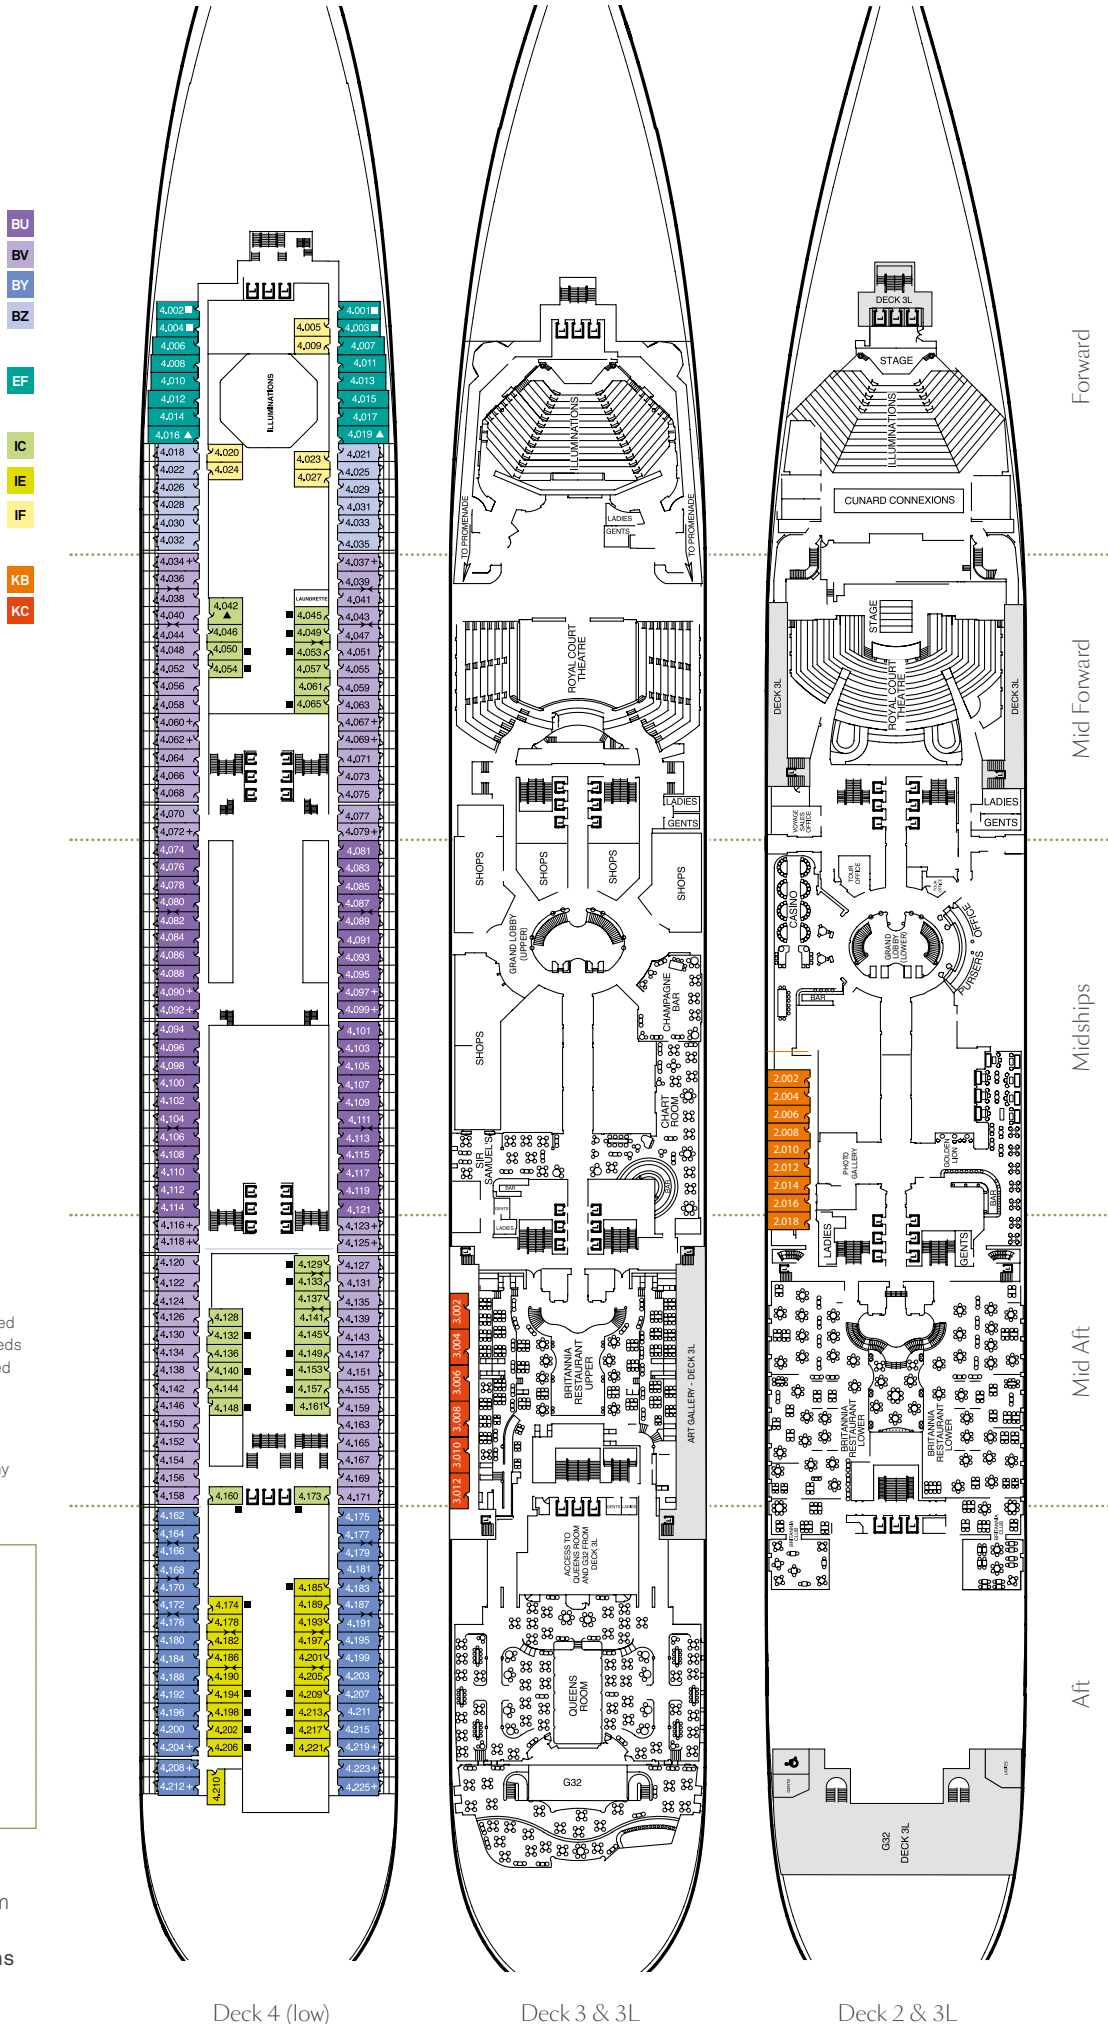 BU
BV
BY
BZ
EF
IC
IE
IF
KB
KC
ed
eds
ed
ay
m
ns
4.002
4.004
4.006
4.008
4.010
4.012
4.014
4.016
4.018
4.022
4.026
4.028
4.030
4.032
4.034+
4.036
4.038
4.040
4.044
4.048
4.052
4.056
4.058
4.060+
4.062+
4.064
4.066
4.068
4.070
4.072+
4.074
4.076
4.078
4.080
4.082
4.084
4.086
4.088
4.090+
4.092+
4.094
4.096
4.098
4.100
4.102
4.104
4.106
4.108
4.110
4.112
4.114
4.116+
4.118+
4.120
4.122
4.124
4.126
4.130
4.134
4.138
4.142
4.146
4.150
4.152
4.154
4.156
4.158
4.162
4.164
4.166
4.168
4.170
4.172
4.176
4.180
4.184
4.188
4.192
4.196
4.200
4.204+
4.208+
4.212+
4.020
4.024
4.042
4.046
4.050
4.054
4.128
4.132
4.136
4.140
4.144
4.148
4.160
4.174
4.178
4.182
4.186
4.190
4.194
4.198
4.202
4.206
4.210
ILLUMINATIONS
4.005
4.009
4.023
4.027
LAUNDRETTE
4.045
4.049
4.053
4.057
4.061
4.065
4.129
4.133
4.137
4.141
4.145
4.149
4.153
4.157
4.161
4.173
4.185
4.189
4.193
4.197
4.201
4.205
4.209
4.213
4.217
4.221
4.001
4.003
4.007
4.011
4.013
4.015
4.017
4.019
4.021
4.025
4.029
4.031
4.033
4.035
4.037+
4.039
4.041
4.043
4.047
4.051
4.055
4.059
4.063
4.067+
4.069+
4.071
4.073
4.075
4.077
4.079+
4.081
4.083
4.085
4.087
4.089
4.091
4.093
4.095
4.097+
4.099+
4.101
4.103
4.105
4.107
4.109
4.111
4.113
4.115
4.117
4.119
4.121
4.123+
4.125+
4.127
4.131
4.135
4.139
4.143
4.147
4.151
4.155
4.159
4.163
4.165
4.167
4.169
4.171
4.175
4.177
4.179
4.181
4.183
4.187
4.191
4.195
4.199
4.203
4.207
4.211
4.215
4.219+
4.223+
4.225+
Deck 4 (low)
ILLUMINATIONS
TO PROMENADE
TO PROMENADE
LADIES
GENTS
ROYAL COURT
THEATRE
LADIES
GENTS
SHOPS
SHOPS
SHOPS
SHOPS
GRAND LOBBY
(UPPER)
CHAMPAGNE
BAR
SHOPS
CHART
ROOM
SIR
SAMUEL'S
BAR
BAR
GENTS
LADIES
3.002
3.004
3.006
3.008
3.010
3.012
BRITANNIA
RESTAURANT
UPPER
ART GALLERY - DECK 3L
GENTS
LADIES
ACCESS TO
QUEENS ROOM
AND G32 FROM
DECK 3L
QUEENS
ROOM
G32
Deck 3 & 3L
DECK 3L
STAGE
ILLUMINATIONS
CUNARD CONNEXIONS
STAGE
DECK 3L
ROYAL COURT
THEATRE
DECK 3L
VOYAGE
SALES
OFFICE
LADIES
GENTS
CASINO
TOUR
OFFICE
TOUR
OFFICE
GRAND
LOBBY
(LOWER)
PURSERS OFFICE
BAR
2.002
2.004
2.006
2.008
2.010
2.012
2.014
2.016
2.018
PHOTO
GALLERY
GOLDEN
LION
BAR
LADIES
GENTS
BRITANNIA
RESTAURANT
LOWER
BRITANNIA
RESTAURANT
LOWER
BRITANNIA
CLUB
BRITANNIA
CLUB
GENTS
LADIES
G32
DECK 3L
Deck 2 & 3L
Forward
Mid Forward
Midships
Mid Aft
Aft